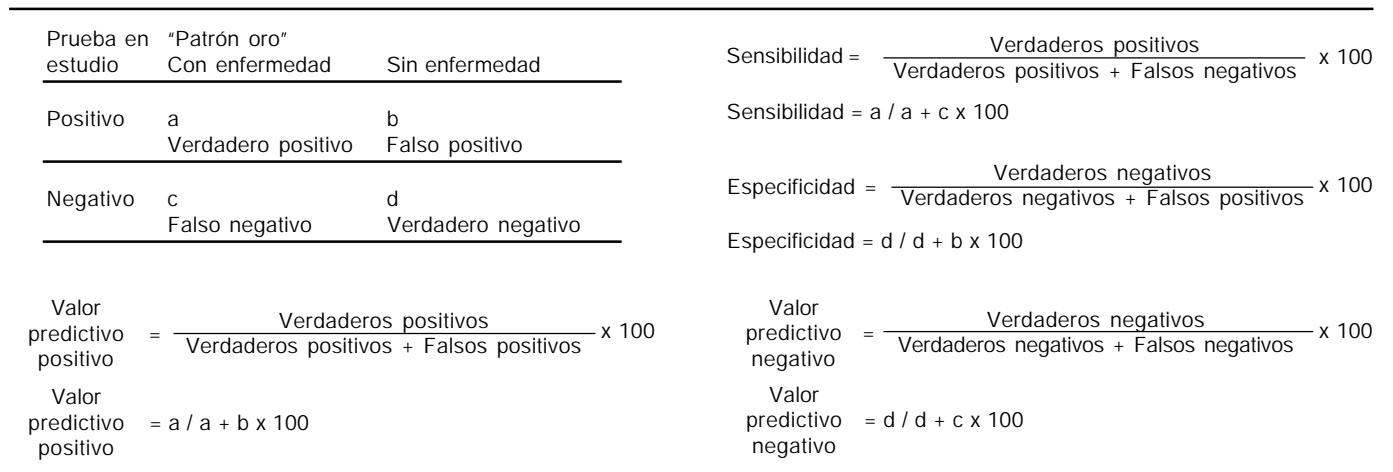 Prueba en “Patrón oro”
estudio Con enfermedad Sin enfermedad
Positivo a b
Verdadero positivo Falso positivo
Negativo c d
Falso negativo Verdadero negativo
Sensibilidad = Verdaderos positivos x 100
Verdaderos positivos + Falsos negativos
Sensibilidad = a / a + c x 100
Especificidad = Verdaderos negativos x 100
Verdaderos negativos + Falsos positivos
Especificidad = d / d + b x 100
Valor
predictivo = Verdaderos positivos x 100
positivo Verdaderos positivos + Falsos positivos
Valor
predictivo = a / a + b x 100
positivo
Valor
predictivo = Verdaderos negativos x 100
negativo Verdaderos negativos + Falsos negativos
Valor
predictivo = d / d + c x 100
negativo